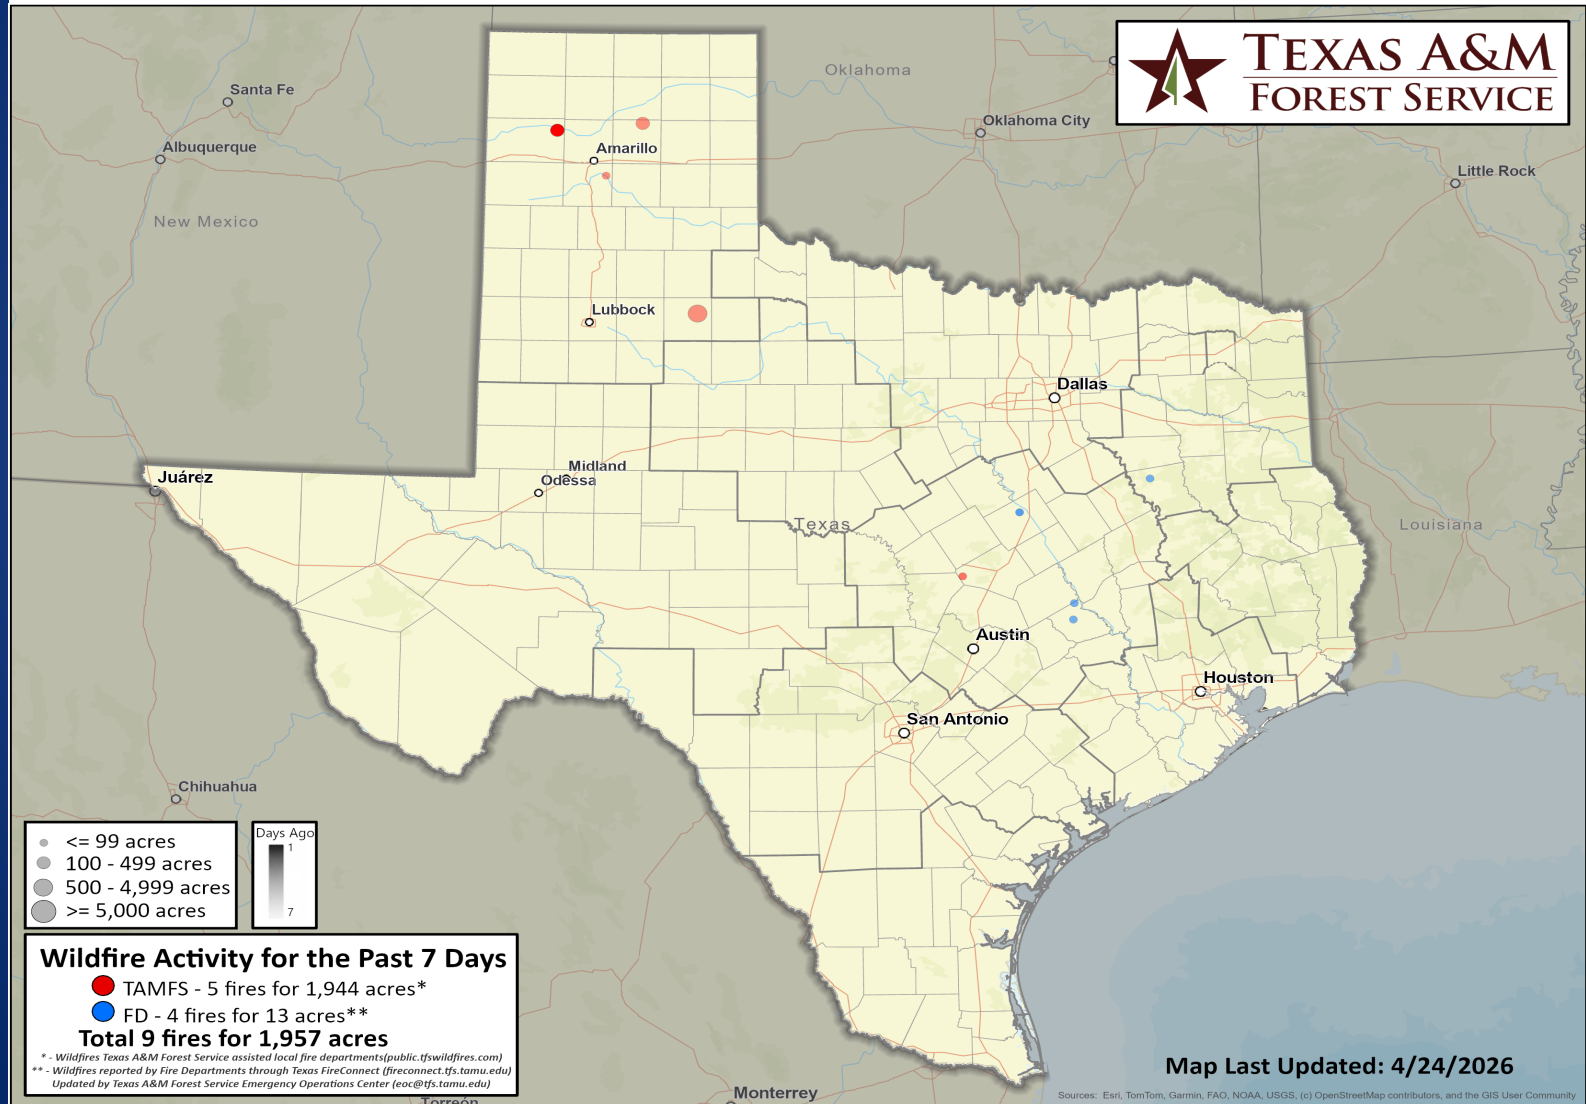 TEXAS A&M
FOREST SERVICE
Oklahoma
Santa Fe
Oklahoma City
Albuquerque
Amarillo
Little Rock
New Mexico
Lubbock
Dallas
Midland
Odessa
Juárez
Texas
Louisiana
Austin
Houston
San Antonio
Chihuahua
<= 99 acres
100 - 499 acres
500 - 4,999 acres
>= 5,000 acres
Days Ago
1
7
Wildfire Activity for the Past 7 Days
TAMFS - 5 fires for 1,944 acres*
FD - 4 fires for 13 acres**
Total 9 fires for 1,957 acres
* - Wildfires Texas A&M Forest Service assisted local fire departments(public.tfswildfires.com)
** - Wildfires reported by Fire Departments through Texas FireConnect (fireconnect.tfs.tamu.edu)
Updated by Texas A&M Forest Service Emergency Operations Center (eoc@tfs.tamu.edu)
Map Last Updated: 4/24/2026
Monterrey
Torreón
Sources: Esri, TomTom, Garmin, FAO, NOAA, USGS, (c) OpenStreetMap contributors, and the GIS User Community